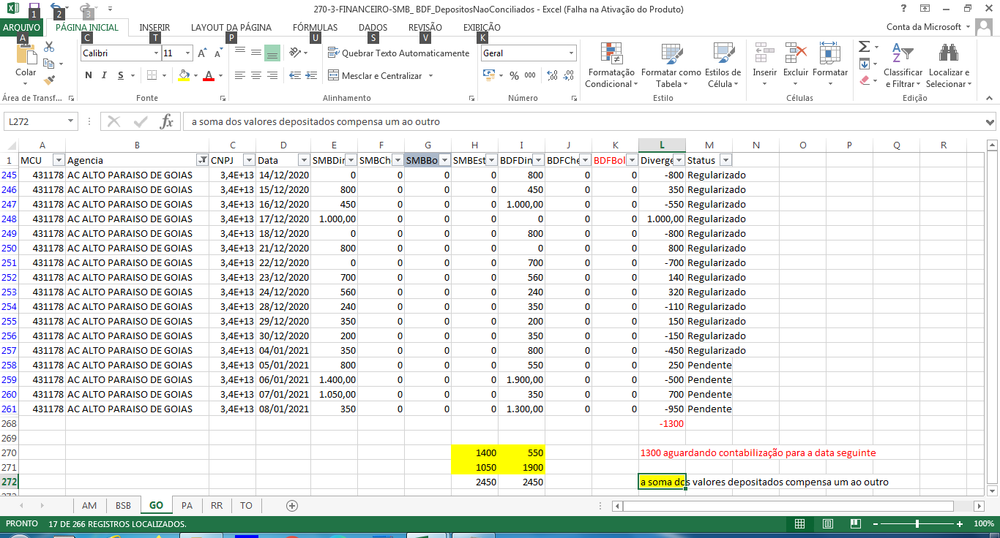 270-3-FINANCEIRO-SMB_ BDF_DepositosNaoConciliados - Excel (Falha na Ativação do Produto)
1 2 3
ARQUIVO PÁGINA INICIAL INSERIR LAYOUT DA PÁGINA FÓRMULAS DADOS REVISÃO EXIBIÇÃO Conta da Microsoft
A C T P U S V K
Colar
Calibri 11
N I S
Quebrar Texto Automaticamente
Mesclar e Centralizar
Geral
% 000
Formatação Condicional
Formatar como Tabela
Estilos de Célula
Inserir Excluir Formatar
Classificar e Filtrar
Localizar e Selecionar
Área de Transf... Fonte Alinhamento Número Estilo Células Edição
L272 fx a soma dos valores depositados compensa um ao outro
A B C D E F G H I J K L M N O P Q R
1 MCU Agencia CNPJ Data SMBDin SMBCh SMBBo SMBEst BDFDin BDFChe BDFBol Diverge Status
245 431178 AC ALTO PARAISO DE GOIAS 3,4E+13 14/12/2020 0 0 0 0 800 0 0 -800 Regularizado
246 431178 AC ALTO PARAISO DE GOIAS 3,4E+13 15/12/2020 800 0 0 0 450 0 0 350 Regularizado
247 431178 AC ALTO PARAISO DE GOIAS 3,4E+13 16/12/2020 450 0 0 0 1.000,00 0 0 -550 Regularizado
248 431178 AC ALTO PARAISO DE GOIAS 3,4E+13 17/12/2020 1.000,00 0 0 0 0 0 0 1.000,00 Regularizado
249 431178 AC ALTO PARAISO DE GOIAS 3,4E+13 18/12/2020 0 0 0 0 800 0 0 -800 Regularizado
250 431178 AC ALTO PARAISO DE GOIAS 3,4E+13 21/12/2020 800 0 0 0 0 0 0 800 Regularizado
251 431178 AC ALTO PARAISO DE GOIAS 3,4E+13 22/12/2020 0 0 0 0 700 0 0 -700 Regularizado
252 431178 AC ALTO PARAISO DE GOIAS 3,4E+13 23/12/2020 700 0 0 0 560 0 0 140 Regularizado
253 431178 AC ALTO PARAISO DE GOIAS 3,4E+13 24/12/2020 560 0 0 0 240 0 0 320 Regularizado
254 431178 AC ALTO PARAISO DE GOIAS 3,4E+13 28/12/2020 240 0 0 0 350 0 0 -110 Regularizado
255 431178 AC ALTO PARAISO DE GOIAS 3,4E+13 29/12/2020 350 0 0 0 200 0 0 150 Regularizado
256 431178 AC ALTO PARAISO DE GOIAS 3,4E+13 30/12/2020 200 0 0 0 350 0 0 -150 Regularizado
257 431178 AC ALTO PARAISO DE GOIAS 3,4E+13 04/01/2021 350 0 0 0 800 0 0 -450 Regularizado
258 431178 AC ALTO PARAISO DE GOIAS 3,4E+13 05/01/2021 800 0 0 0 550 0 0 250 Pendente
259 431178 AC ALTO PARAISO DE GOIAS 3,4E+13 06/01/2021 1.400,00 0 0 0 1.900,00 0 0 -500 Pendente
260 431178 AC ALTO PARAISO DE GOIAS 3,4E+13 07/01/2021 1.050,00 0 0 0 350 0 0 700 Pendente
261 431178 AC ALTO PARAISO DE GOIAS 3,4E+13 08/01/2021 350 0 0 0 1.300,00 0 0 -950 Pendente
268 -1300
269
270 1400 550 1300 aguardando contabilização para a data seguinte
271 1050 1900
272 2450 2450 a soma dos valores depositados compensa um ao outro
AM BSB GO PA RR TO
PRONTO 17 DE 266 REGISTROS LOCALIZADOS. 100%